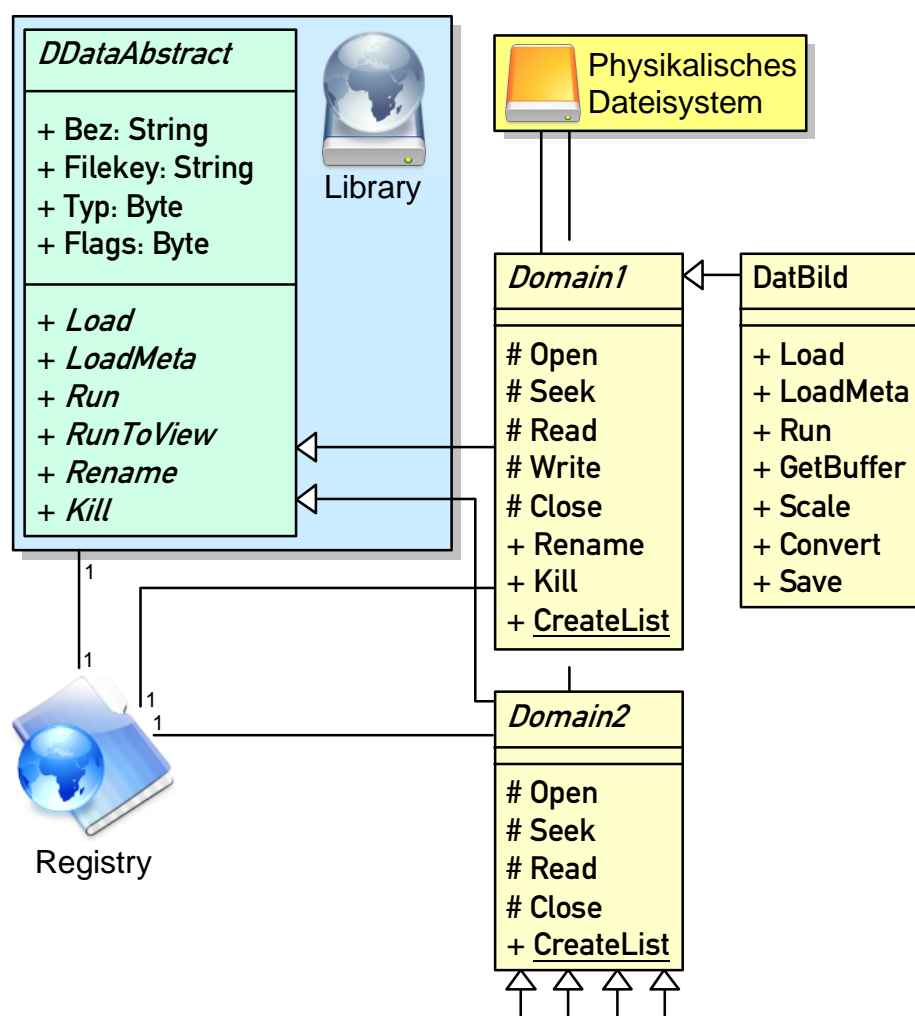 DDataAbstract
+ Bez: String
+ Filekey: String
+ Typ: Byte
+ Flags: Byte
+ Load
+ LoadMeta
+ Run
+ RunToView
+ Rename
+ Kill
Library
Physikalisches
Dateisystem
Domain1
# Open
# Seek
# Read
# Write
# Close
+ Rename
+ Kill
+ CreateList
DatBild
+ Load
+ LoadMeta
+ Run
+ GetBuffer
+ Scale
+ Convert
+ Save
1
1
1
1
Registry
Domain2
# Open
# Seek
# Read
# Close
+ CreateList